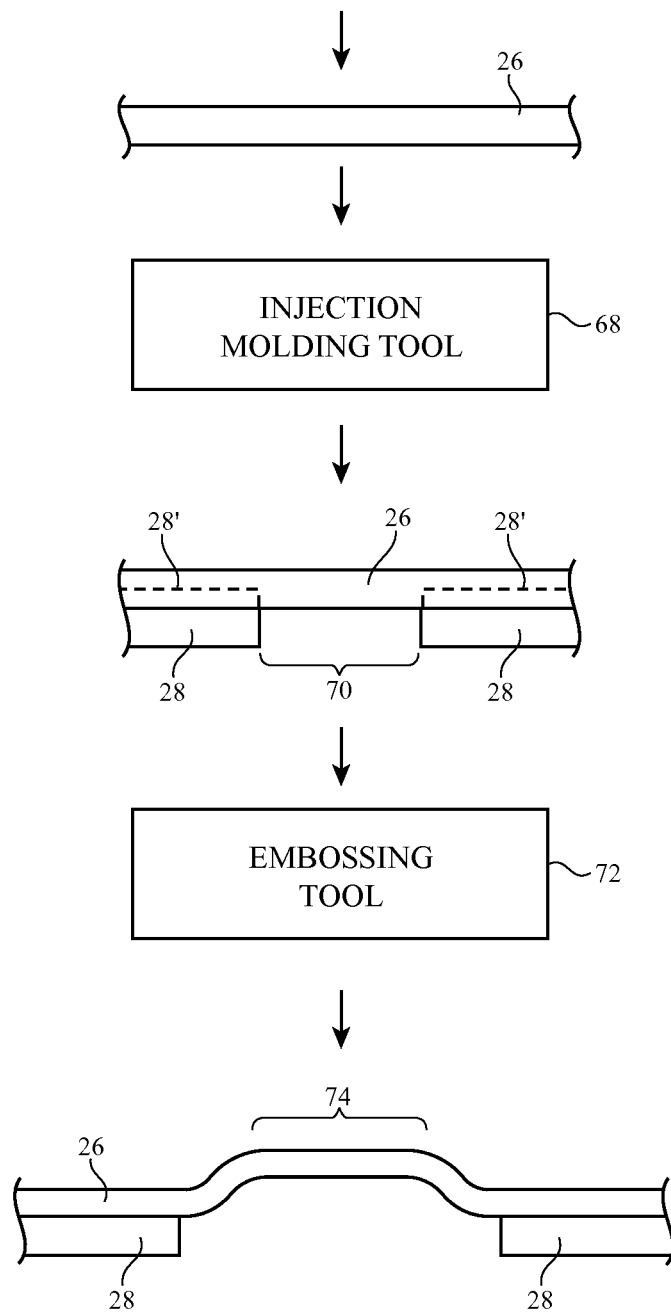 26
INJECTION
MOLDING TOOL
68
28' 26 28'
28 70 28
EMBOSSING
TOOL
72
74
26
28 28